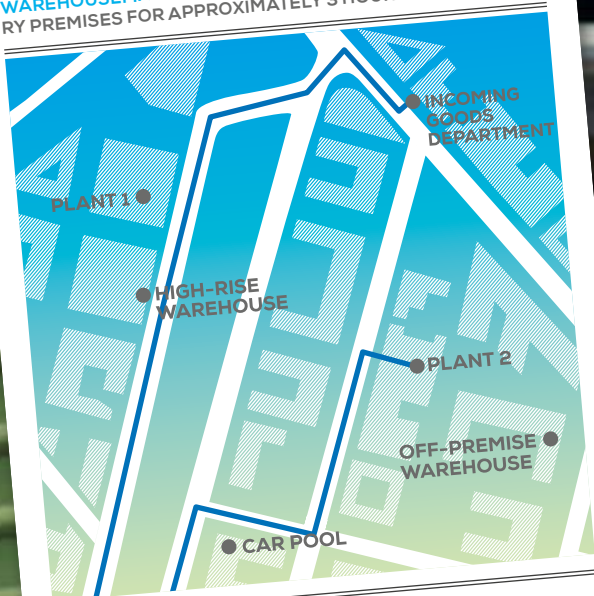 RY PREMISES FOR APPROXIMATELY
INCOMING
GOODS
DEPARTMENT
PLANT 1
HIGH-RISE
WAREHOUSE
PLANT 2
OFF-PREMISE
WAREHOUSE
CAR POOL